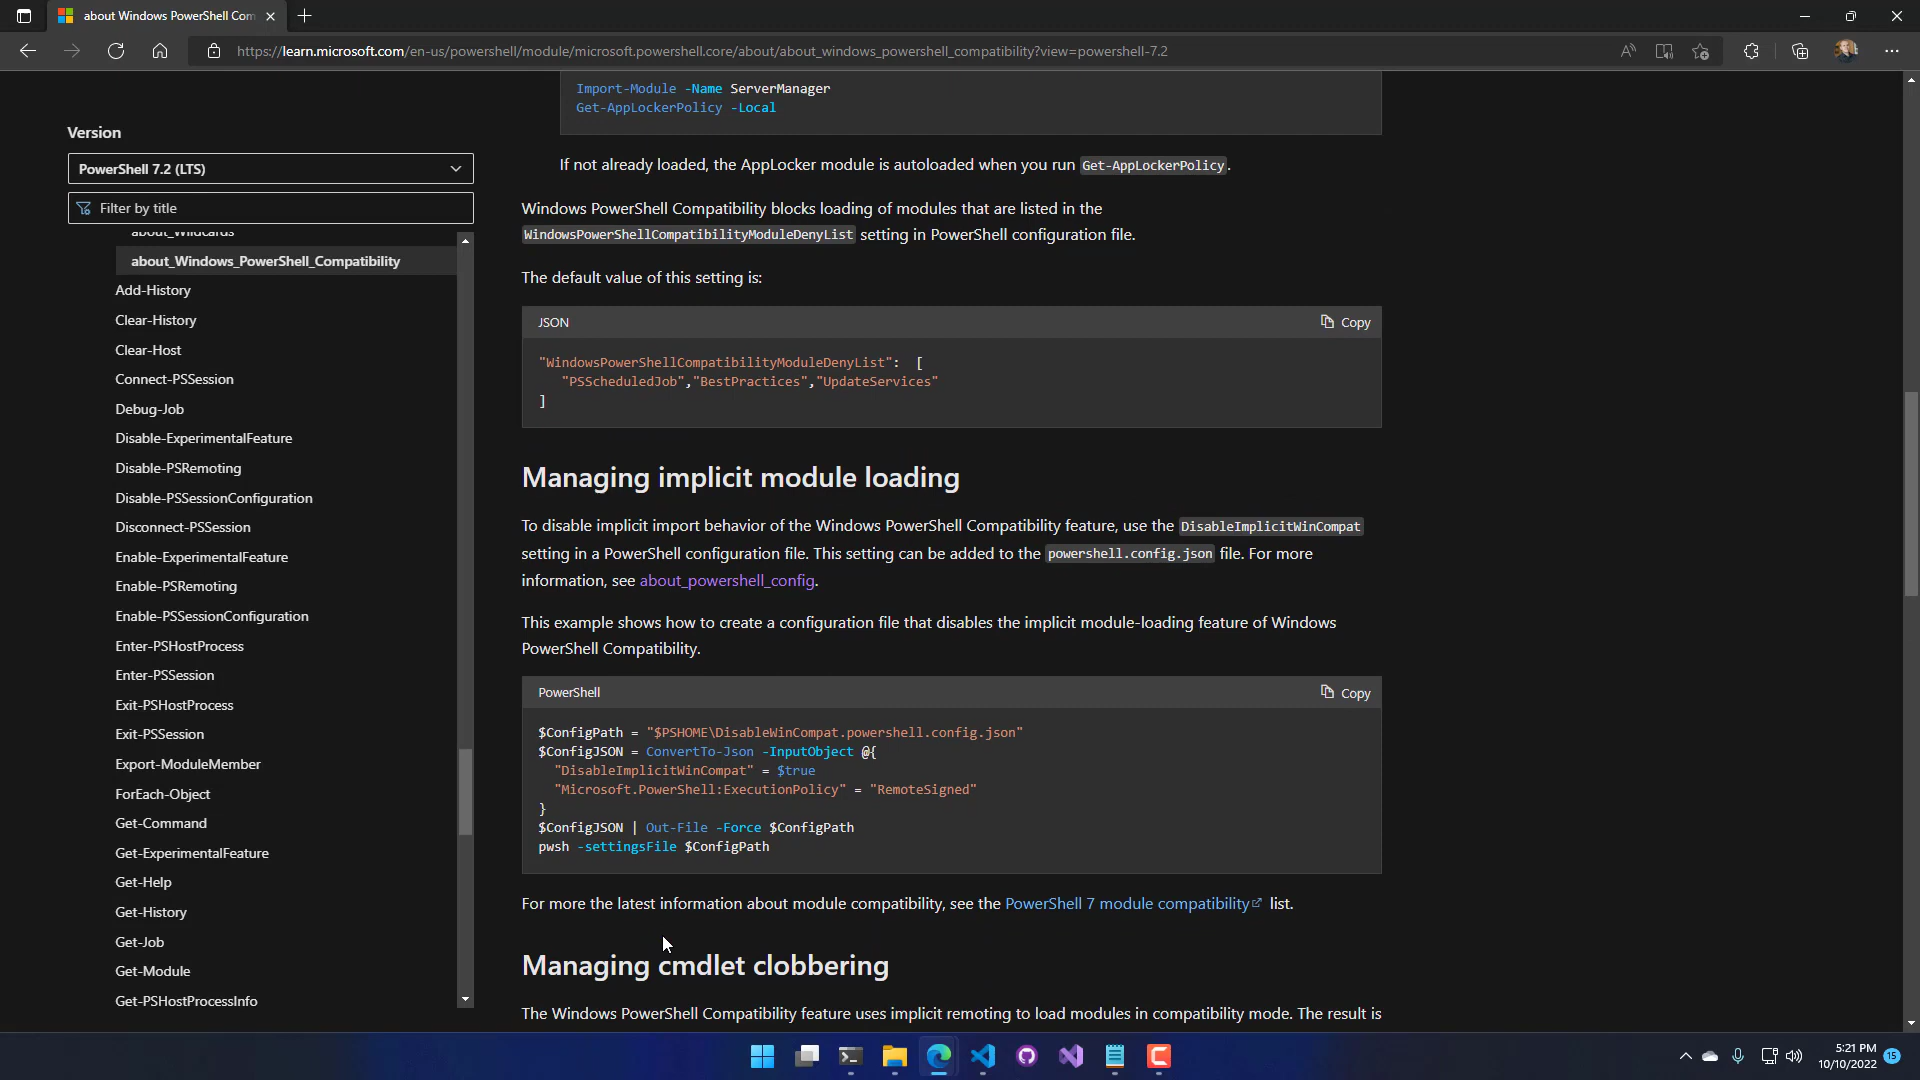 about Windows PowerShell Com
https://learn.microsoft.com/en-us/powershell/module/microsoft.powershell.core/about/about_windows_powershell_compatibility?view=powershell-7.2
Version
PowerShell 7.2 (LTS)
Filter by title
about_Wildcards
about_Windows_PowerShell_Compatibility
Add-History
Clear-History
Clear-Host
Connect-PSSession
Debug-Job
Disable-ExperimentalFeature
Disable-PSRemoting
Disable-PSSessionConfiguration
Disconnect-PSSession
Enable-ExperimentalFeature
Enable-PSRemoting
Enable-PSSessionConfiguration
Enter-PSHostProcess
Enter-PSSession
Exit-PSHostProcess
Exit-PSSession
Export-ModuleMember
ForEach-Object
Get-Command
Get-ExperimentalFeature
Get-Help
Get-History
Get-Job
Get-Module
Get-PSHostProcessInfo
Import-Module -Name ServerManager
Get-AppLockerPolicy -Local
If not already loaded, the AppLocker module is autoloaded when you run Get-AppLockerPolicy.
Windows PowerShell Compatibility blocks loading of modules that are listed in the
WindowsPowerShellCompatibilityModuleDenyList setting in PowerShell configuration file.
The default value of this setting is:
JSON
Copy
"WindowsPowerShellCompatibilityModuleDenyList":  [
"PSScheduledJob","BestPractices","UpdateServices"
]
Managing implicit module loading
To disable implicit import behavior of the Windows PowerShell Compatibility feature, use the DisableImplicitWinCompat
setting in a PowerShell configuration file. This setting can be added to the powershell.config.json file. For more
information, see about_powershell_config.
This example shows how to create a configuration file that disables the implicit module-loading feature of Windows
PowerShell Compatibility.
PowerShell
Copy
$ConfigPath = "$PSHOME\DisableWinCompat.powershell.config.json"
$ConfigJSON = ConvertTo-Json -InputObject @{
"DisableImplicitWinCompat" = $true
"Microsoft.PowerShell:ExecutionPolicy" = "RemoteSigned"
}
$ConfigJSON | Out-File -Force $ConfigPath
pwsh -settingsFile $ConfigPath
For more the latest information about module compatibility, see the PowerShell 7 module compatibility list.
Managing cmdlet clobbering
The Windows PowerShell Compatibility feature uses implicit remoting to load modules in compatibility mode. The result is
5:21 PM
10/10/2022
15